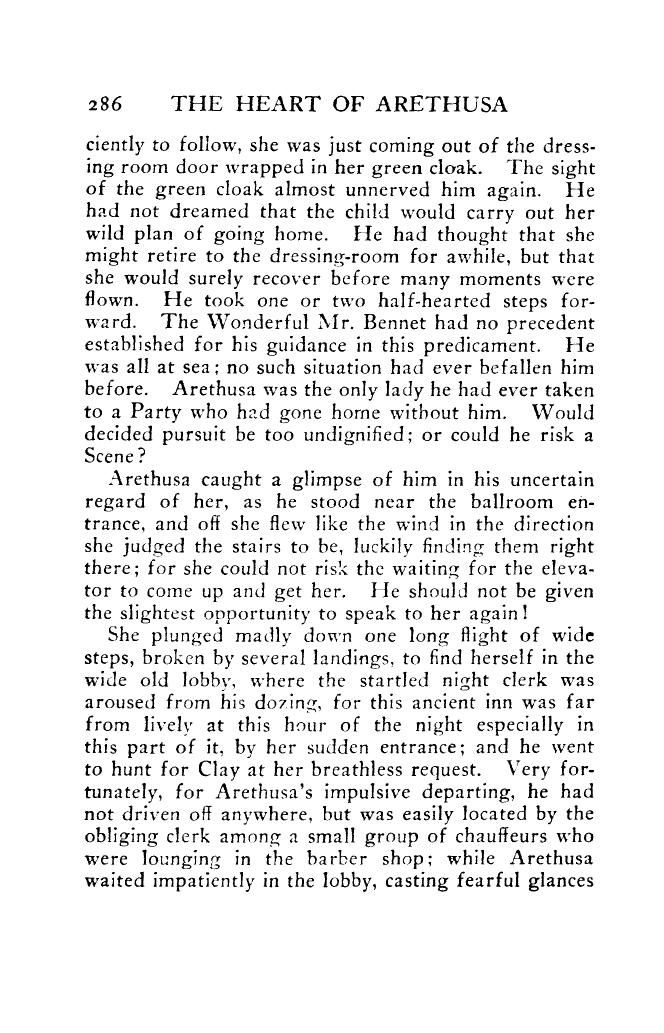 286 THE HEART OF ARETHUSA
ciently to follow, she was just coming out of the dress-
ing room door wrapped in her green cloak. The sight
of the green cloak almost unnerved him again. He
had not dreamed that the child would carry out her
wild plan of going home. He had thought that she
might retire to the dressing-room for awhile, but that
she would surely recover before many moments were
flown. He took one or two half-hearted steps for-
ward. The Wonderful Mr. Bennet had no precedent
established for his guidance in this predicament. He
was all at sea; no such situation had ever befallen him
before. Arethusa was the only lady he had ever taken
to a Party who had gone home without him. Would
decided pursuit be too undignified; or could he risk a
Scene?
Arethusa caught a glimpse of him in his uncertain
regard of her, as he stood near the ballroom en-
trance, and off she flew like the wind in the direction
she judged the stairs to be, luckily finding them right
there; for she could not risk the waiting for the eleva-
tor to come up and get her. He should not be given
the slightest opportunity to speak to her again!
She plunged madly down one long flight of wide
steps, broken by several landings, to find herself in the
wide old lobby, where the startled night clerk was
aroused from his dozing, for this ancient inn was far
from lively at this hour of the night especially in
this part of it, by her sudden entrance; and he went
to hunt for Clay at her breathless request. Very for-
tunately, for Arethusa's impulsive departing, he had
not driven off anywhere, but was easily located by the
obliging clerk among a small group of chauffeurs who
were lounging in the barber shop; while Arethusa
waited impatiently in the lobby, casting fearful glances